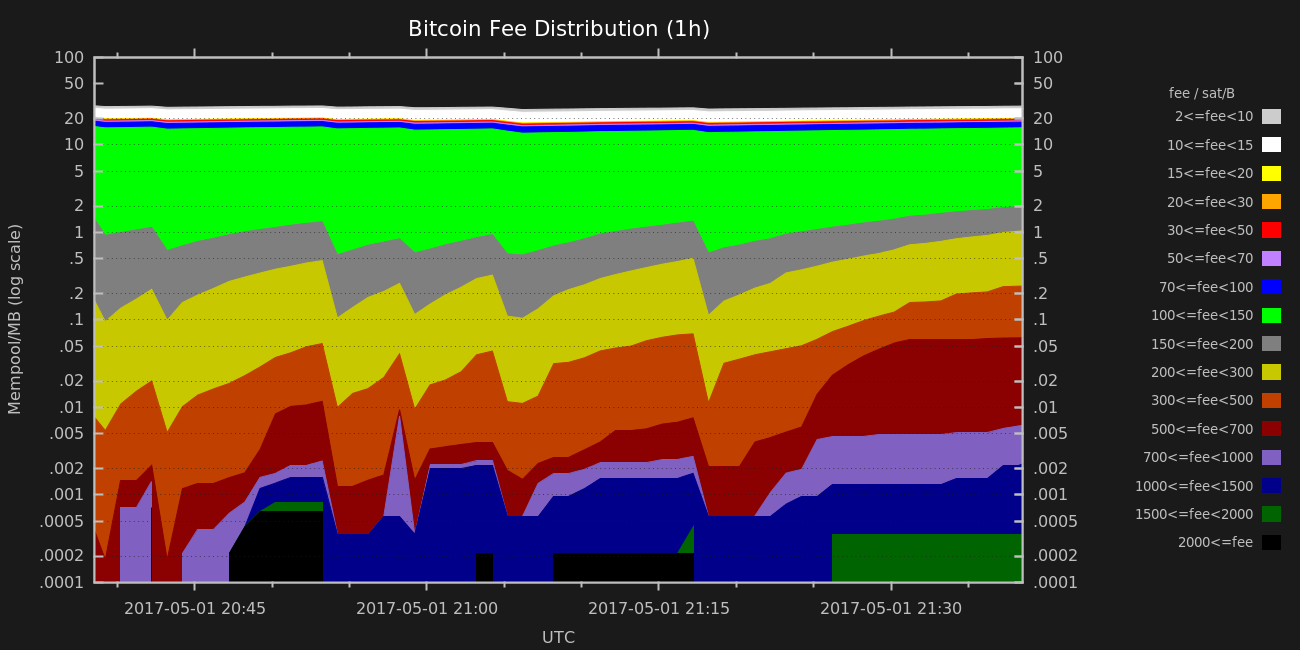 Bitcoin Fee Distribution (1h)
100
50
20
10
5
2
1
.5
.2
.1
.05
.02
.01
.005
.002
.001
.0005
.0002
.0001
Mempool/MB (log scale)
100
50
20
10
5
2
1
.5
.2
.1
.05
.02
.01
.005
.002
.001
.0005
.0002
.0001
2017-05-01 20:45
2017-05-01 21:00
2017-05-01 21:15
2017-05-01 21:30
UTC
fee / sat/B
2<=fee<10
10<=fee<15
15<=fee<20
20<=fee<30
30<=fee<50
50<=fee<70
70<=fee<100
100<=fee<150
150<=fee<200
200<=fee<300
300<=fee<500
500<=fee<700
700<=fee<1000
1000<=fee<1500
1500<=fee<2000
2000<=fee